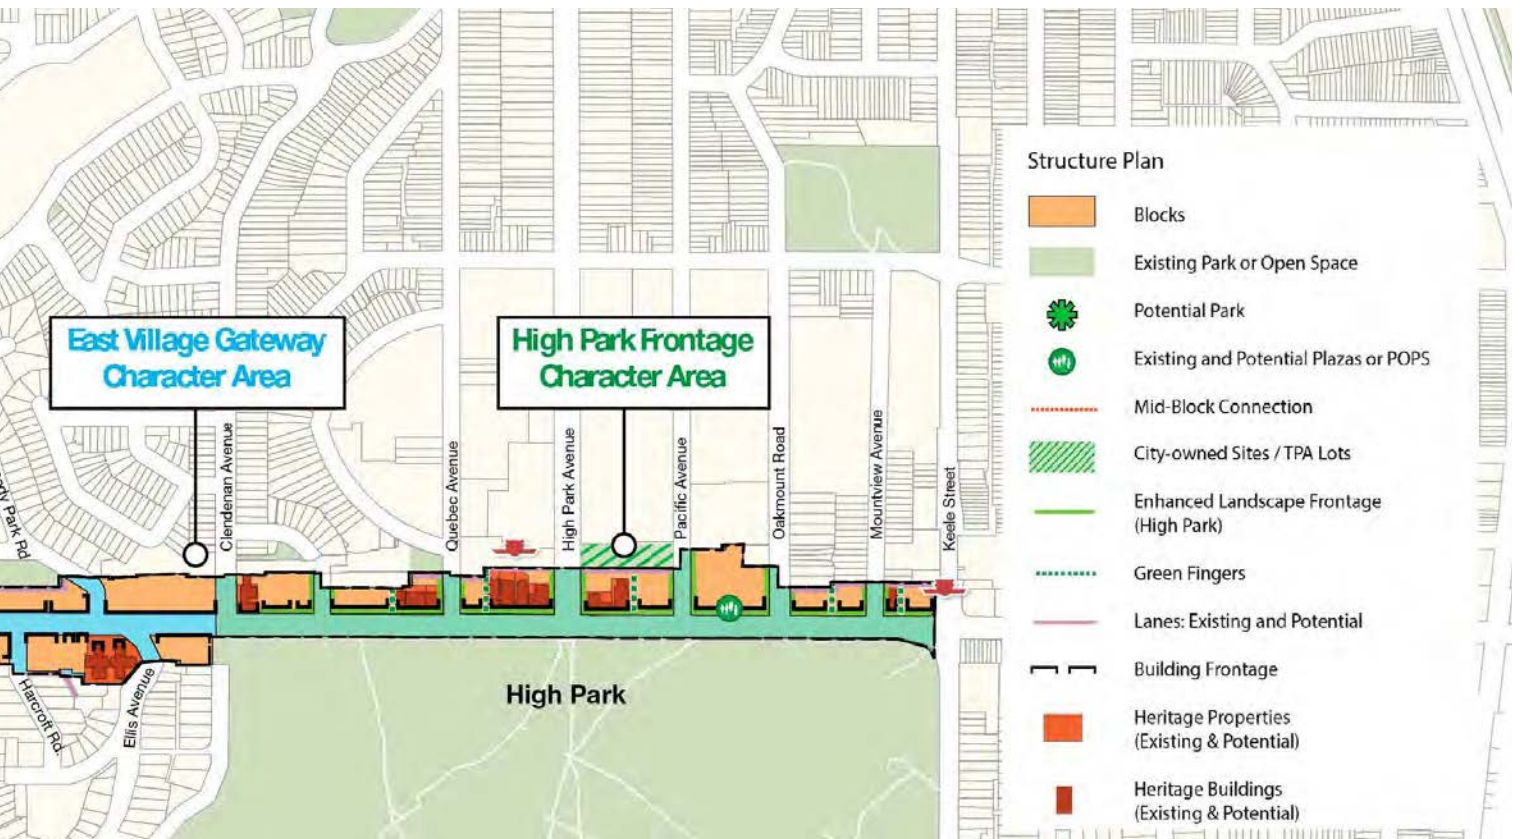 Structure Plan
Blocks
Existing Park or Open Space
Potential Park
Existing and Potential Plazas or POPS
Mid-Block Connection
City-owned Sites / TPA Lots
Enhanced Landscape Frontage
(High Park)
Green Fingers
Lanes: Existing and Potential
Building Frontage
Heritage Properties
(Existing & Potential)
Heritage Buildings
(Existing & Potential)
East Village Gateway
Character Area
High Park Frontage
Character Area
Park Rd
Clendenan Avenue
Quebec Avenue
High Park Avenue
Pacific Avenue
Oakmount Road
Mountview Avenue
Keele Street
High Park
Harcroft Rd.
Ellis Avenue